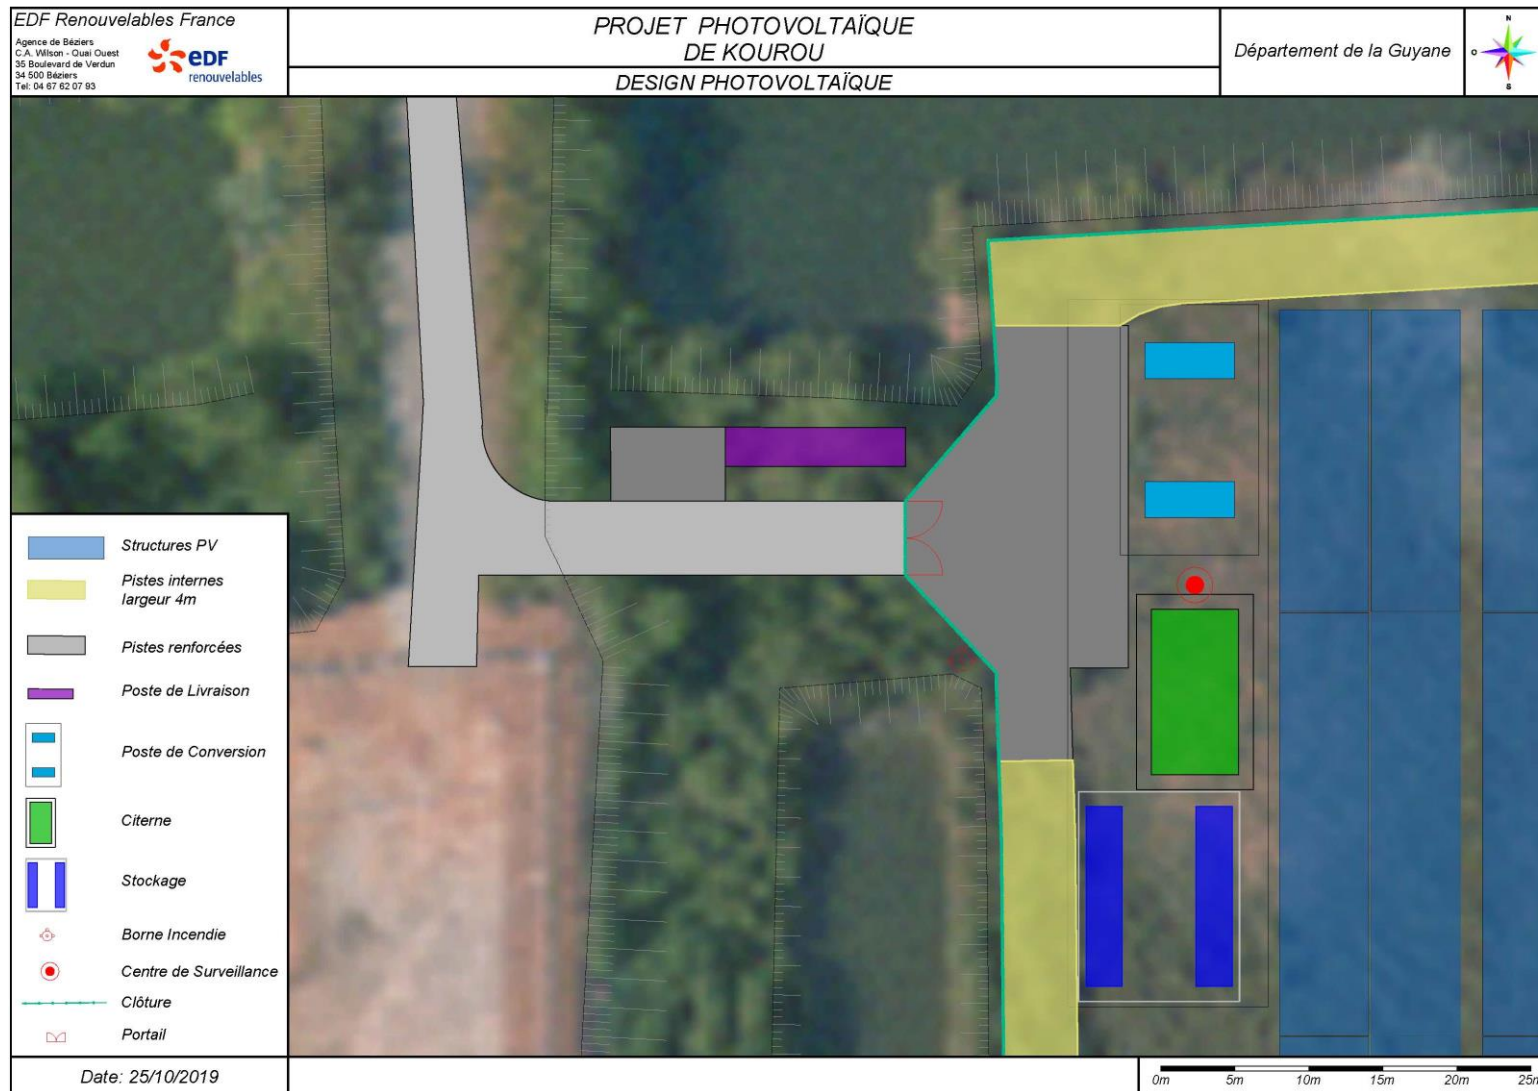 EDF Renouvelables France
Agence de Béziers
C.A. Wilson - Quai Ouest
35 Boulevard de Verdun
34 500 Béziers
Tel: 04 67 62 07 93
eDF
renouvelables
PROJET PHOTOVOLTAÏQUE
DE KOUROU
DESIGN PHOTOVOLTAÏQUE
Département de la Guyane
N
O
S
Structures PV
Pistes internes
largeur 4m
Pistes renforcées
Poste de Livraison
Poste de Conversion
Citerne
Stockage
Borne Incendie
Centre de Surveillance
Clôture
Portail
Date: 25/10/2019
0m 5m 10m 15m 20m 25m